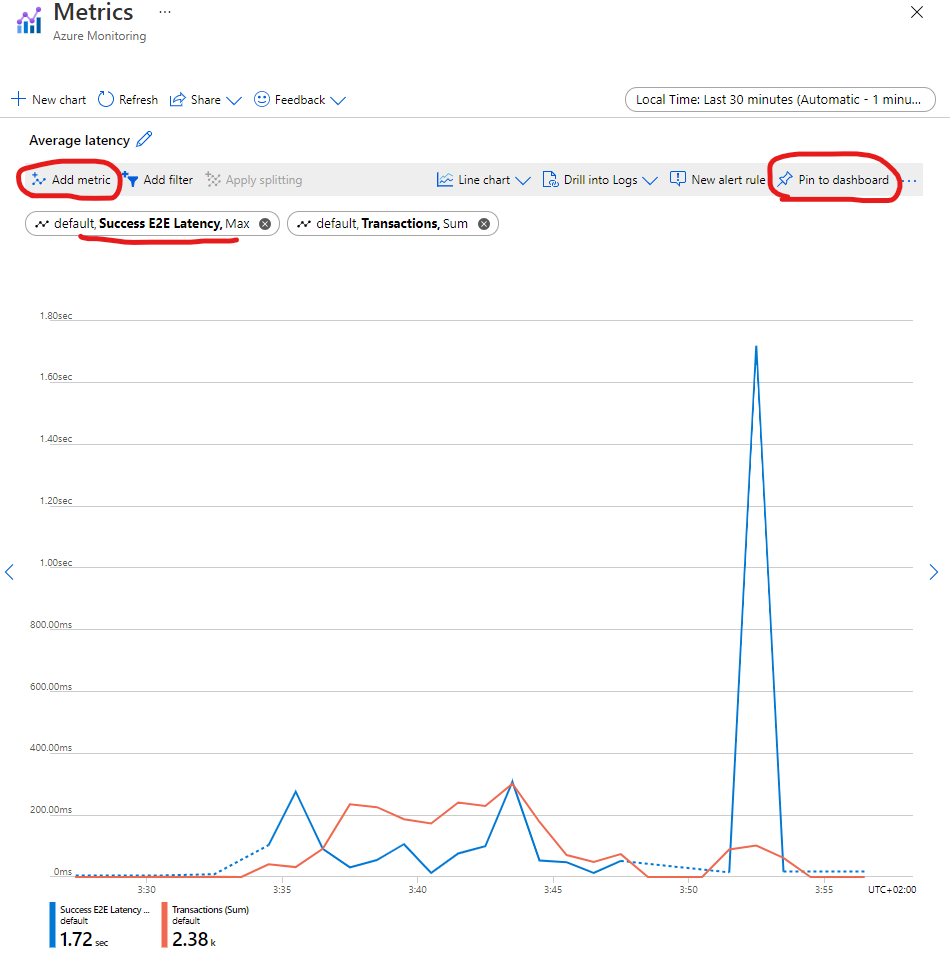 Metrics ...
Azure Monitoring
New chart Refresh Share Feedback Local Time: Last 30 minutes (Automatic - 1 minu...
Average latency
Add metric Add filter Apply splitting Line chart Drill into Logs New alert rule Pin to dashboard ...
default, Success E2E Latency, Max default, Transactions, Sum
1.80sec
1.60sec
1.40sec
1.20sec
1.00sec
800.00ms
600.00ms
400.00ms
200.00ms
0ms
3:30 3:35 3:40 3:45 3:50 3:55 UTC+02:00
Success E2E Latency ... Transactions (Sum)
default default
1.72 sec 2.38 k